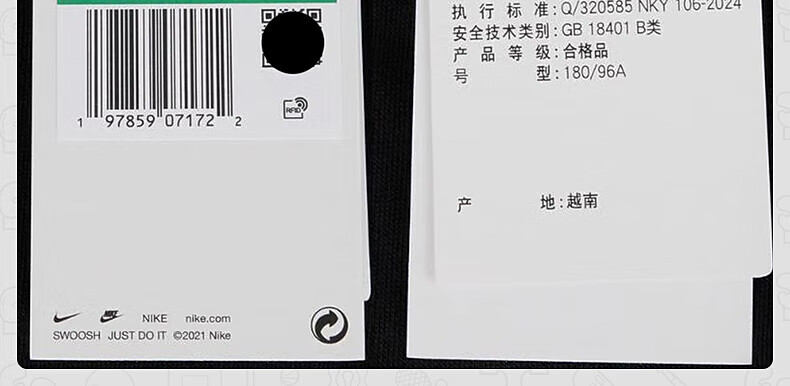 1 97859 07172 2
RFID
NIKE nike.com
SWOOSH JUST DO IT ©2021 Nike
执行标准:Q/320585 NKY 106-2024
安全技术类别:GB 18401 B类
产品等级:合格品
号型:180/96A
产地:越南